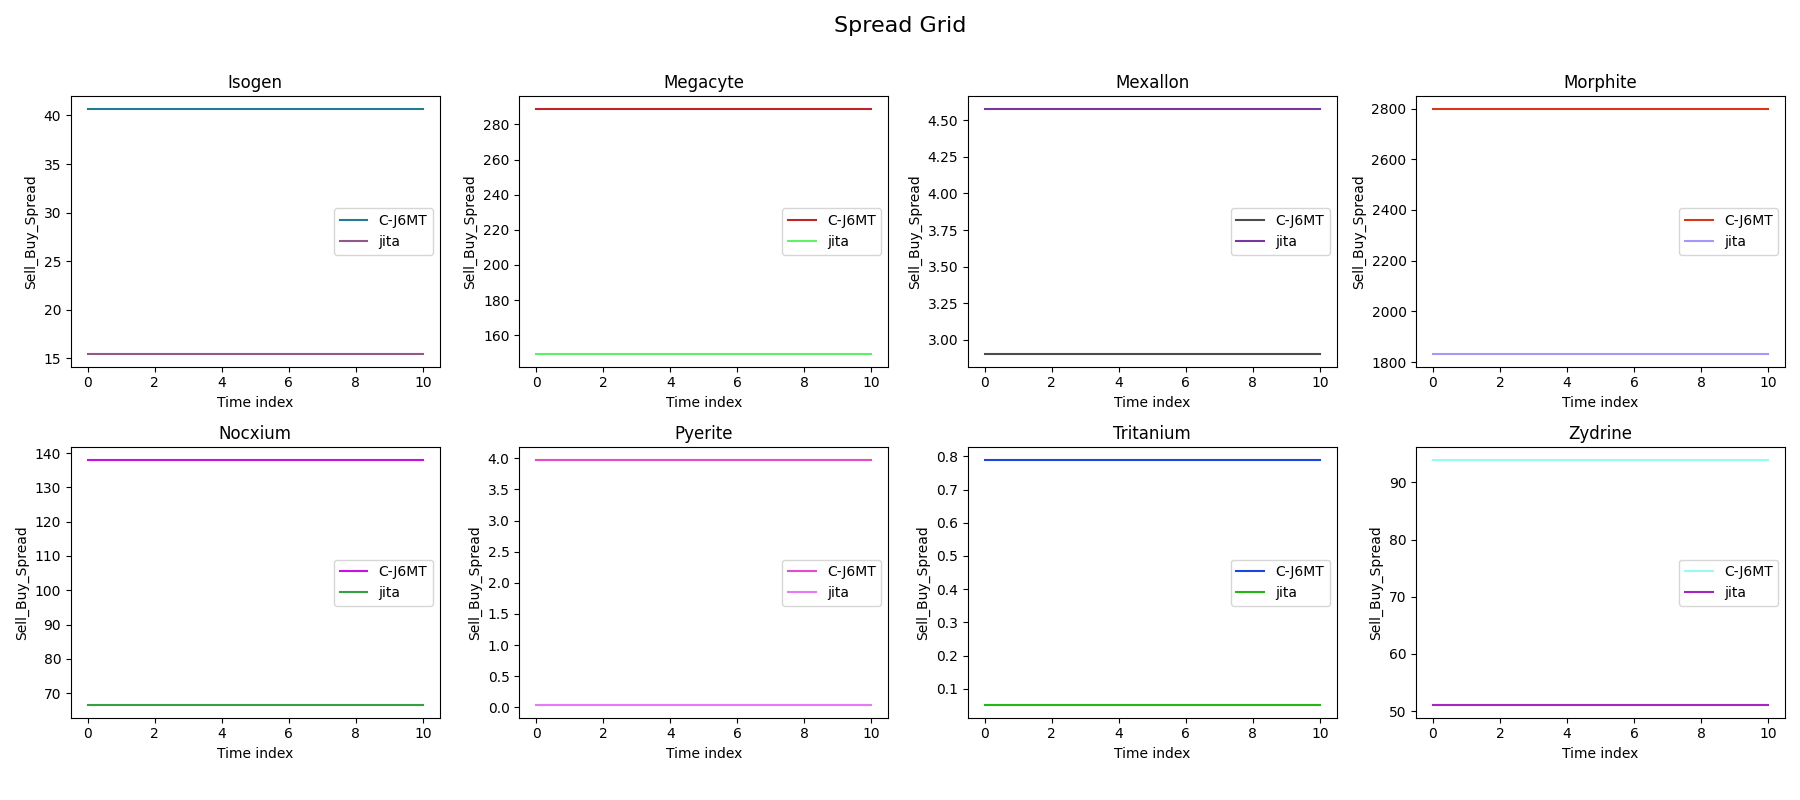 Spread Grid
Isogen
Sell_Buy_Spread
40
35
30
25
20
15
C-J6MT
jita
0 2 4 6 8 10
Time index
Megacyte
Sell_Buy_Spread
280
260
240
220
200
180
160
C-J6MT
jita
0 2 4 6 8 10
Time index
Mexallon
Sell_Buy_Spread
4.50
4.25
4.00
3.75
3.50
3.25
3.00
C-J6MT
jita
0 2 4 6 8 10
Time index
Morphite
Sell_Buy_Spread
2800
2600
2400
2200
2000
1800
C-J6MT
jita
0 2 4 6 8 10
Time index
Nocxium
Sell_Buy_Spread
140
130
120
110
100
90
80
70
C-J6MT
jita
0 2 4 6 8 10
Time index
Pyerite
Sell_Buy_Spread
4.0
3.5
3.0
2.5
2.0
1.5
1.0
0.5
0.0
C-J6MT
jita
0 2 4 6 8 10
Time index
Tritanium
Sell_Buy_Spread
0.8
0.7
0.6
0.5
0.4
0.3
0.2
0.1
C-J6MT
jita
0 2 4 6 8 10
Time index
Zydrine
Sell_Buy_Spread
90
80
70
60
50
C-J6MT
jita
0 2 4 6 8 10
Time index